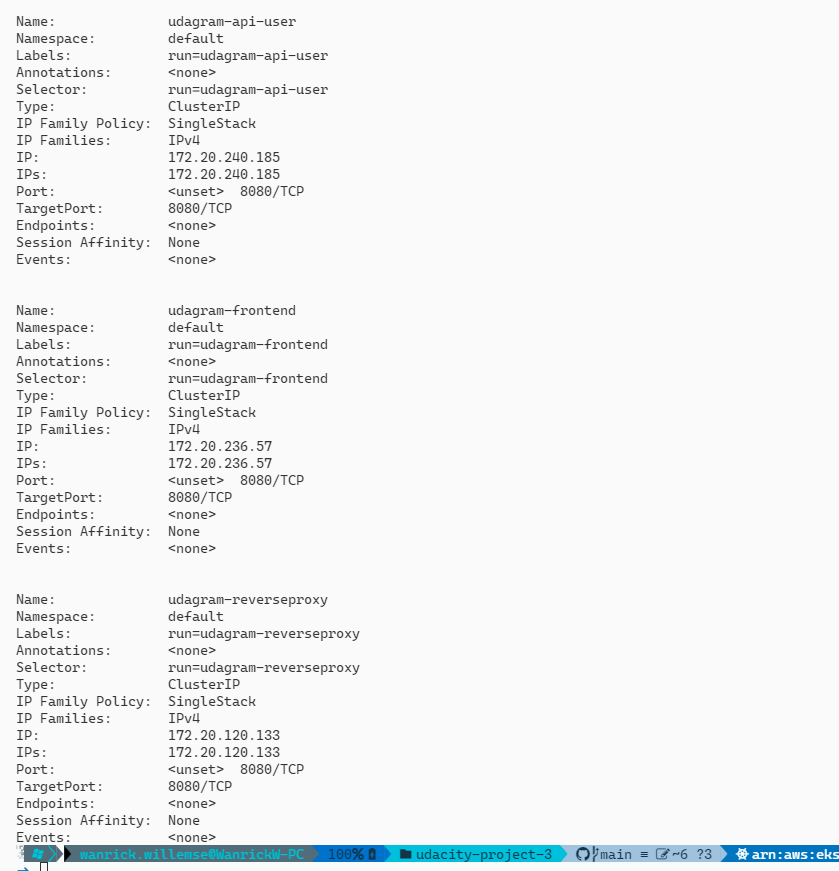 Name:              udagram-api-user
Namespace:         default
Labels:            run=udagram-api-user
Annotations:       <none>
Selector:          run=udagram-api-user
Type:              ClusterIP
IP Family Policy:  SingleStack
IP Families:       IPv4
IP:                172.20.240.185
IPs:               172.20.240.185
Port:              <unset>  8080/TCP
TargetPort:        8080/TCP
Endpoints:         <none>
Session Affinity:  None
Events:            <none>

Name:              udagram-frontend
Namespace:         default
Labels:            run=udagram-frontend
Annotations:       <none>
Selector:          run=udagram-frontend
Type:              ClusterIP
IP Family Policy:  SingleStack
IP Families:       IPv4
IP:                172.20.236.57
IPs:               172.20.236.57
Port:              <unset>  8080/TCP
TargetPort:        8080/TCP
Endpoints:         <none>
Session Affinity:  None
Events:            <none>

Name:              udagram-reverseproxy
Namespace:         default
Labels:            run=udagram-reverseproxy
Annotations:       <none>
Selector:          run=udagram-reverseproxy
Type:              ClusterIP
IP Family Policy:  SingleStack
IP Families:       IPv4
IP:                172.20.120.133
IPs:               172.20.120.133
Port:              <unset>  8080/TCP
TargetPort:        8080/TCP
Endpoints:         <none>
Session Affinity:  None
Events:            <none>
wanrick.willemse@WanrickW-PC 100% udacity-project-3 main ≡ ~6 ?3 arn:aws:eks